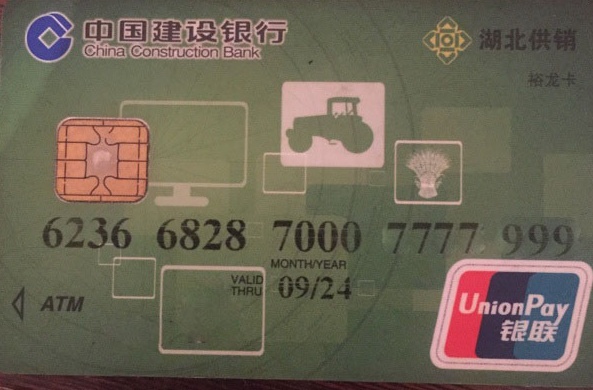 中国建设银行
China Construction Bank
湖北供销
裕龙卡
6236 6828 7000 7777 999
MONTH/YEAR
VALID THRU 09/24
ATM
UnionPay
银联